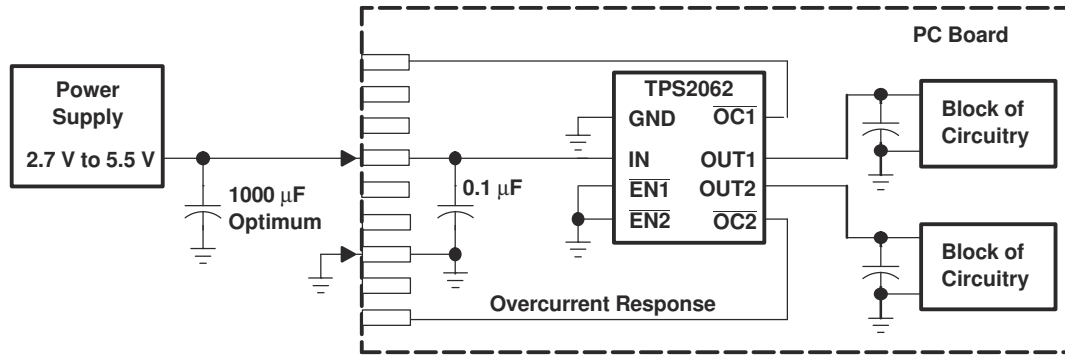 PC Board
Power
Supply
2.7 V to 5.5 V
1000 μF
Optimum
0.1 μF
TPS2062
GND
OC1
IN
OUT1
EN1
OUT2
EN2
OC2
Overcurrent Response
Block of
Circuitry
Block of
Circuitry